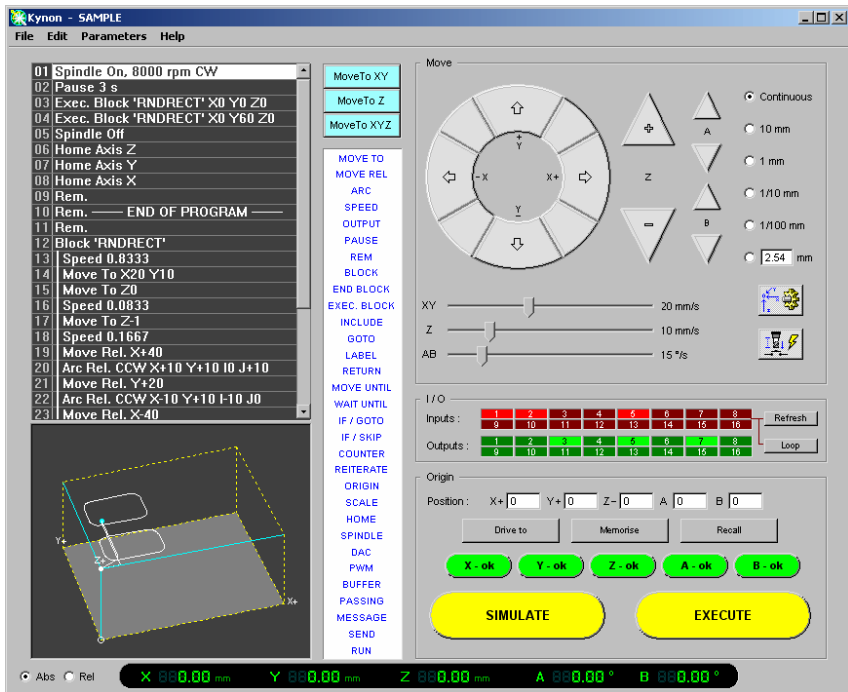 Kynon - SAMPLE
File Edit Parameters Help
01 Spindle On, 8000 rpm CW
02 Pause 3 s
03 Exec. Block 'RNDRECT' X0 Y0 Z0
04 Exec. Block 'RNDRECT' X0 Y60 Z0
05 Spindle Off
06 Home Axis Z
07 Home Axis Y
08 Home Axis X
09 Rem.
10 Rem. —— END OF PROGRAM ——
11 Rem.
12 Block 'RNDRECT'
13 Speed 0.8333
14 Move To X20 Y10
15 Move To Z0
16 Speed 0.0833
17 Move To Z-1
18 Speed 0.1667
19 Move Rel. X+40
20 Arc Rel. CCW X+10 Y+10 I0 J+10
21 Move Rel. Y+20
22 Arc Rel. CCW X-10 Y+10 I-10 J0
23 Move Rel. X-40
Y+
Z+
X+
MoveTo XY
MoveTo Z
MoveTo XYZ
MOVE TO
MOVE REL
ARC
SPEED
OUTPUT
PAUSE
REM
BLOCK
END BLOCK
EXEC. BLOCK
INCLUDE
GOTO
LABEL
RETURN
MOVE UNTIL
WAIT UNTIL
IF / GOTO
IF / SKIP
COUNTER
REITERATE
ORIGIN
SCALE
HOME
SPINDLE
DAC
PWM
BUFFER
PASSING
MESSAGE
SEND
RUN
Move
+
Y
- X
X+
Y
-
+
Z
-
A
B
Continuous
10 mm
1 mm
1/10 mm
1/100 mm
2.54 mm
XY 20 mm/s
Z 10 mm/s
AB 15 °/s
I / O
Inputs : 1 2 3 4 5 6 7 8 Refresh
9 10 11 12 13 14 15 16
Outputs : 1 2 3 4 5 6 7 8 Loop
9 10 11 12 13 14 15 16
Origin
Position : X+ 0 Y+ 0 Z- 0 A 0 B 0
Drive to Memorise Recall
X - ok Y - ok Z - ok A - ok B - ok
SIMULATE EXECUTE
Abs Rel X 0.00 mm Y 0.00 mm Z 0.00 mm A 0.00 ° B 0.00 °